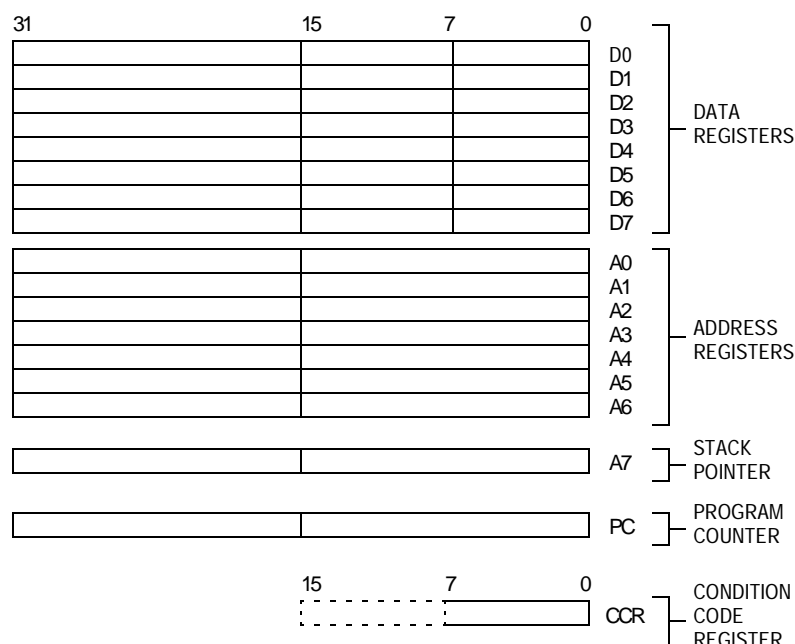 31 15 7 0
D0
D1
D2
D3
D4
D5
D6
D7
DATA
REGISTERS
A0
A1
A2
A3
A4
A5
A6
ADDRESS
REGISTERS
A7
STACK
POINTER
PC
PROGRAM
COUNTER
15 7 0
CCR
CONDITION
CODE
REGISTER